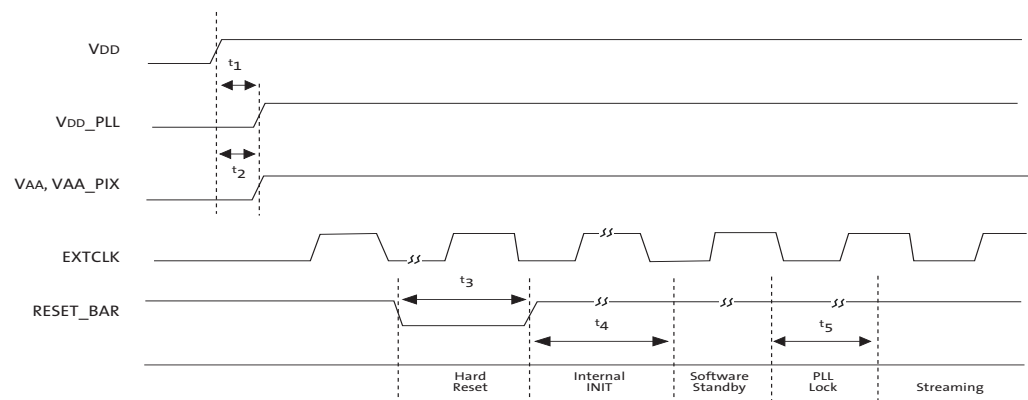 VDD
t1
VDD_PLL
t2
VAA, VAA_PIX
EXTCLK
t3
RESET_BAR
t4
t5
Hard
Reset
Internal
INIT
Software
Standby
PLL
Lock
Streaming